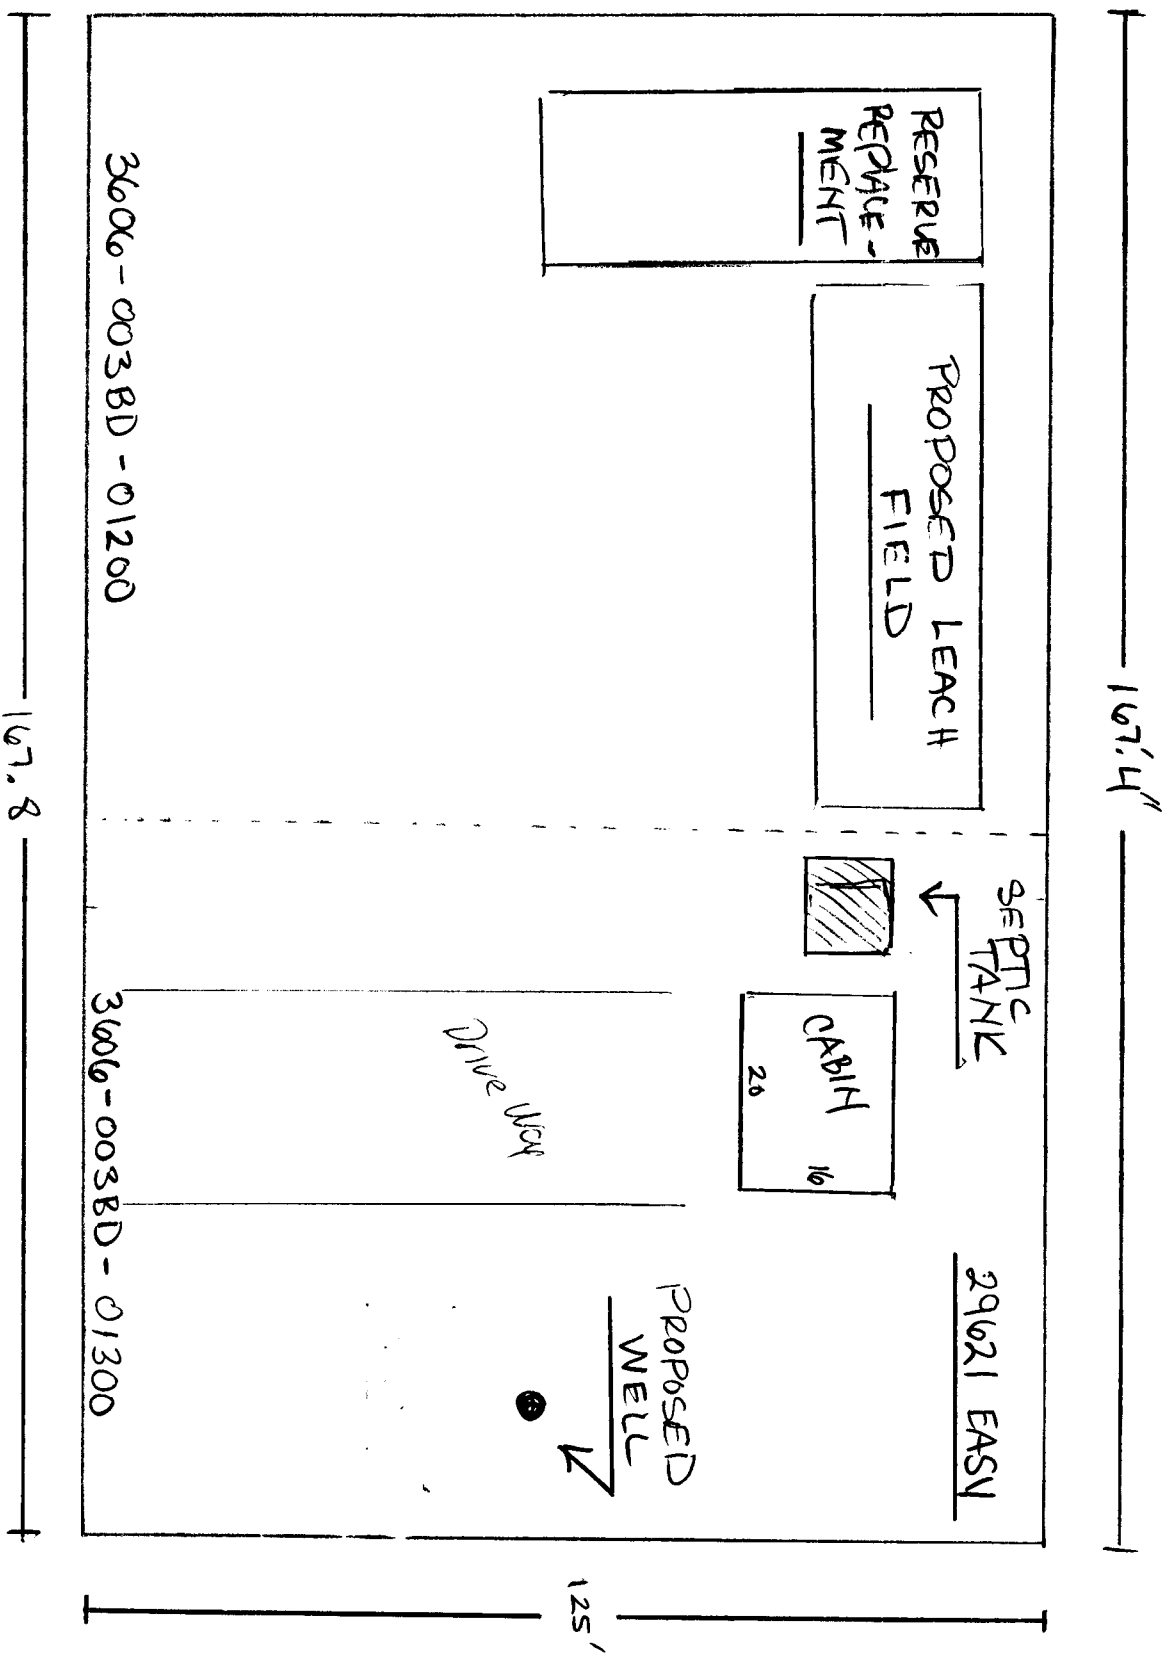 167.'4"
RESERVE
REPLACE-
MENT
PROPOSED LEACH
FIELD
SEPTIC
TANK
2961 EASY
CABIN
16
20
PROPOSED
WELL
Drive Way
3606-003BD-01200
3606-003BD-01300
167.8
125'